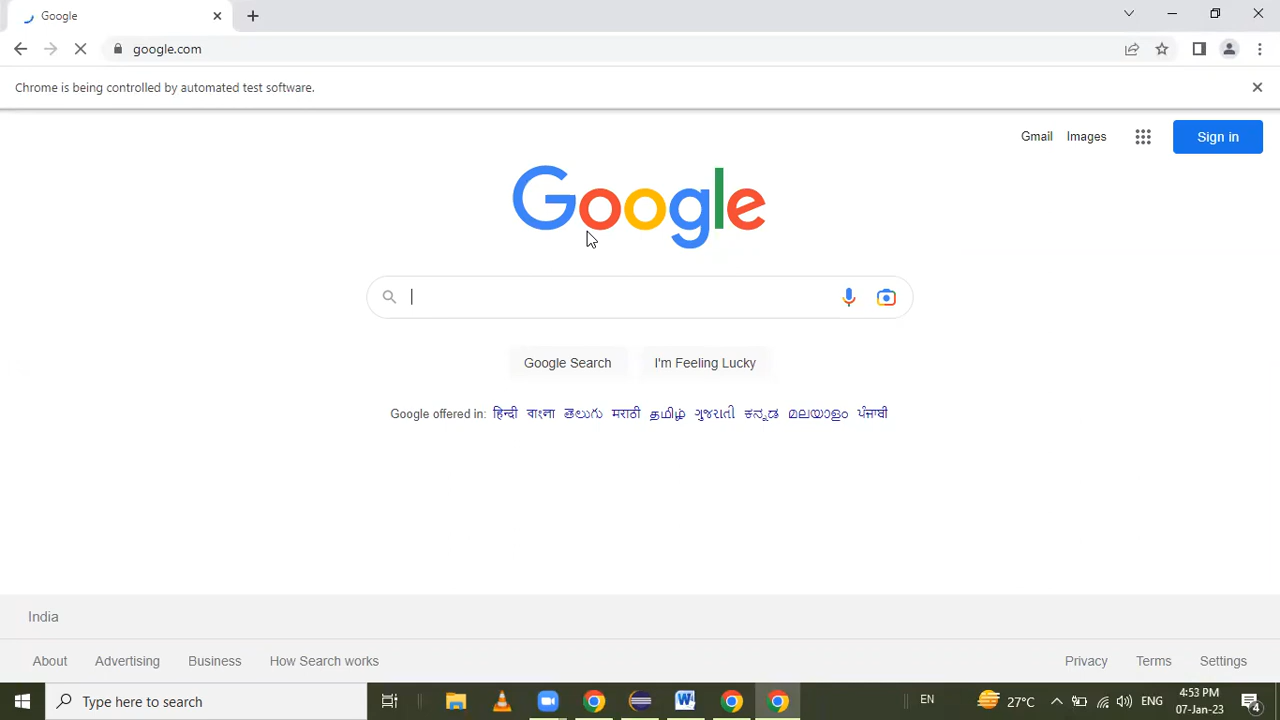 Google
google.com
Chrome is being controlled by automated test software.
Gmail Images Sign in
Google
Google Search I'm Feeling Lucky
Google offered in: हिन्दी বাংলা తెలుగు मराठी தமிழ் ગુજરાતી ಕನ್ನಡ മലയാളം ਪੰਜਾਬੀ
India
About Advertising Business How Search works Privacy Terms Settings
Type here to search W EN 27°C ENG 4:53 PM
07-Jan-23 4